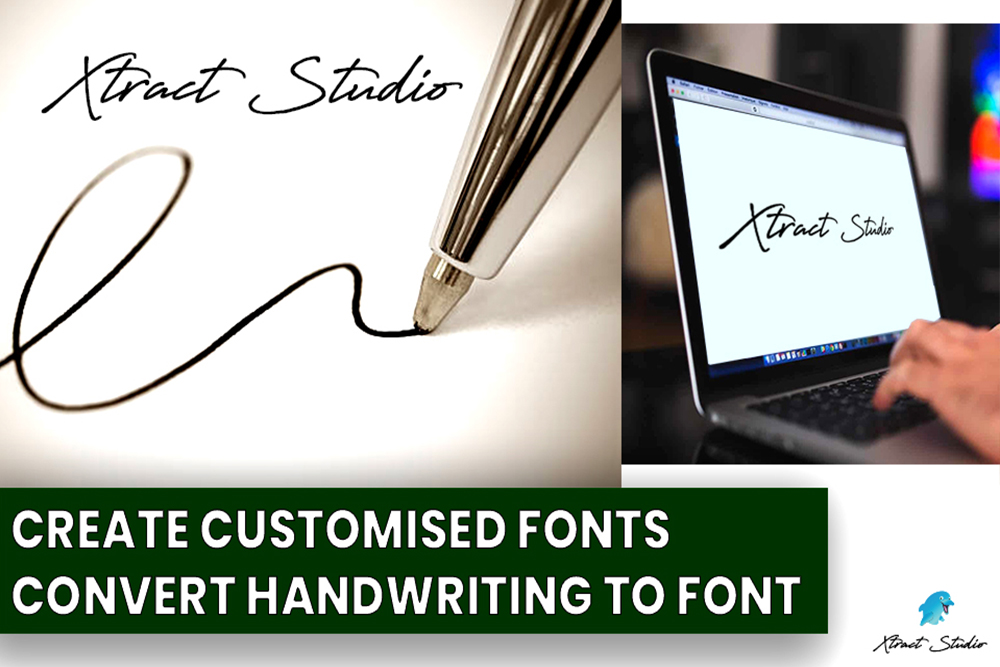 Xtract Studio
Xtract Studio
CREATE CUSTOMISED FONTS
CONVERT HANDWRITING TO FONT
Xtract Studio